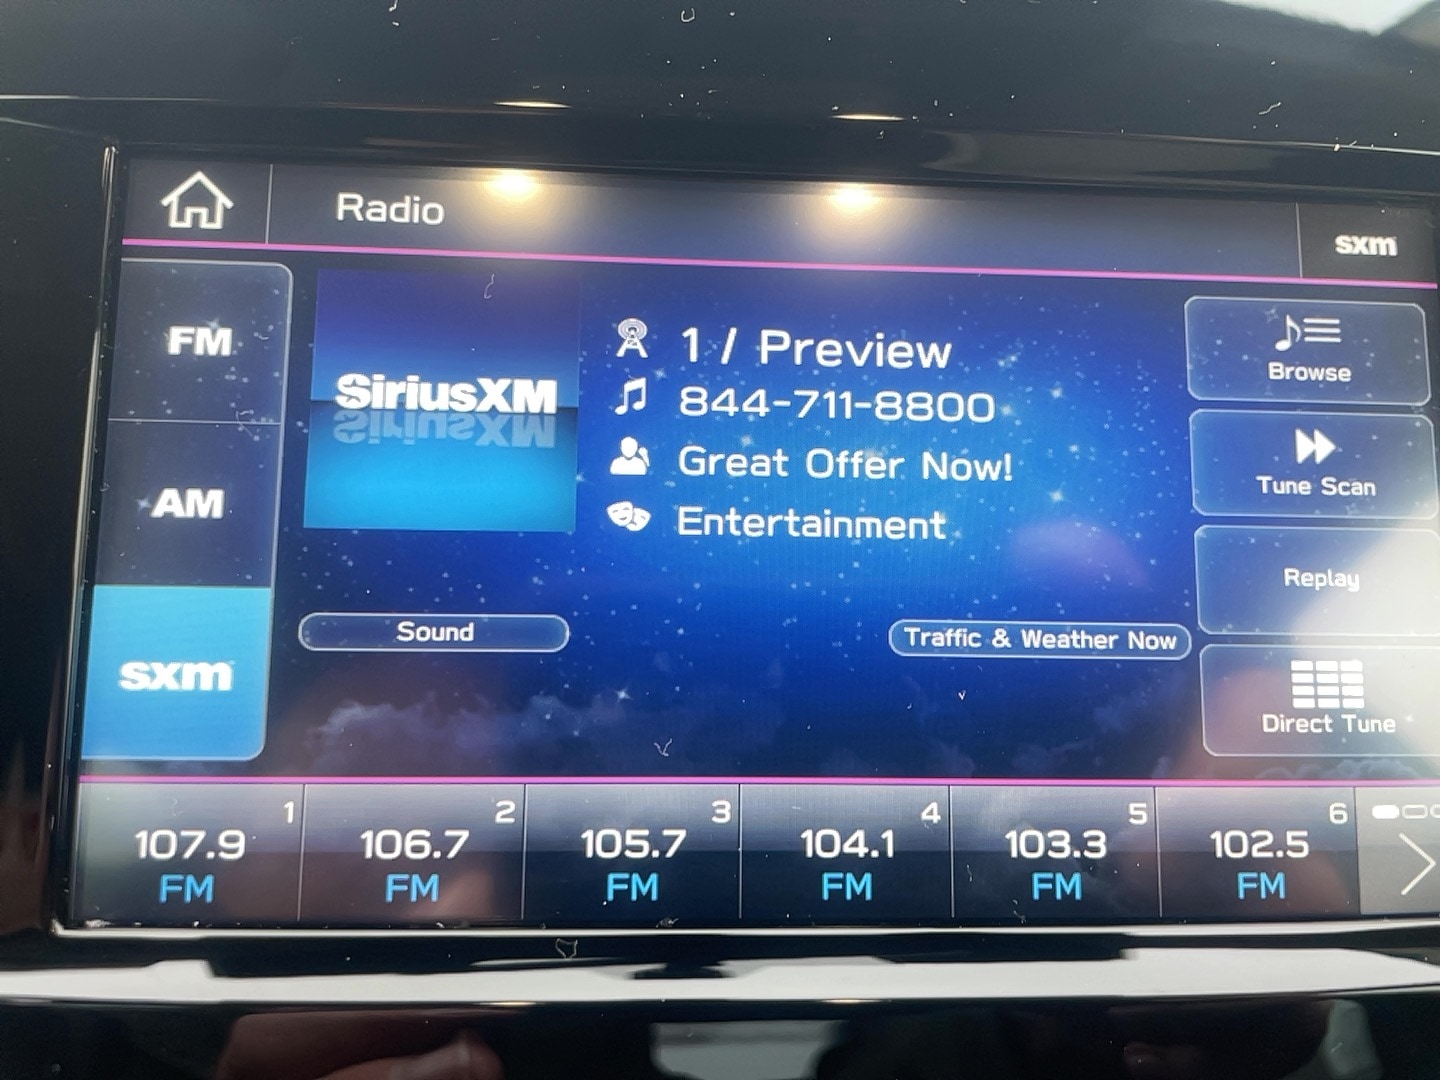 Radio
sxm
FM
AM
sxm
SiriusXM
1 / Preview
844-711-8800
Great Offer Now!
Entertainment
Sound
Traffic & Weather Now
Browse
Tune Scan
Replay
Direct Tune
1
107.9
FM
2
106.7
FM
3
105.7
FM
4
104.1
FM
5
103.3
FM
6
102.5
FM